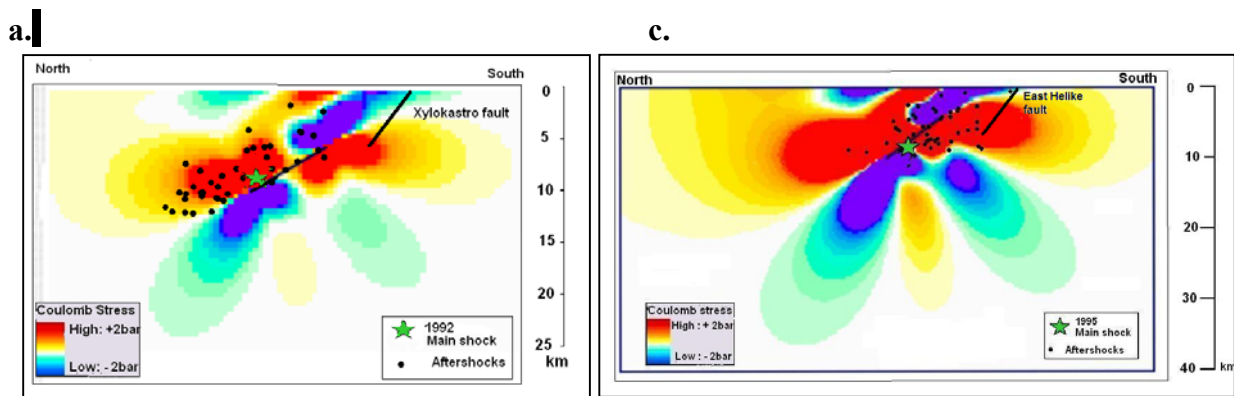 a.
North
South
Xylokastro fault
0
5
10
15
20
25
km
Coulomb stress
High: +2bar
Low: - 2bar
1992
Main shock
Aftershocks
c.
North
South
East Helike
fault
0
10
20
30
40
km
Coulomb stress
High : + 2bar
Low : - 2bar
1995
Main shock
Aftershocks